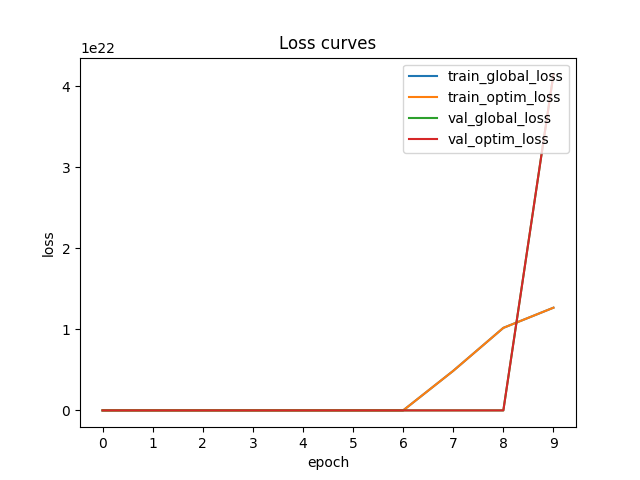 Loss curves
1e22
train_global_loss
train_optim_loss
val_global_loss
val_optim_loss
4
3
2
1
0
loss
0 1 2 3 4 5 6 7 8 9
epoch